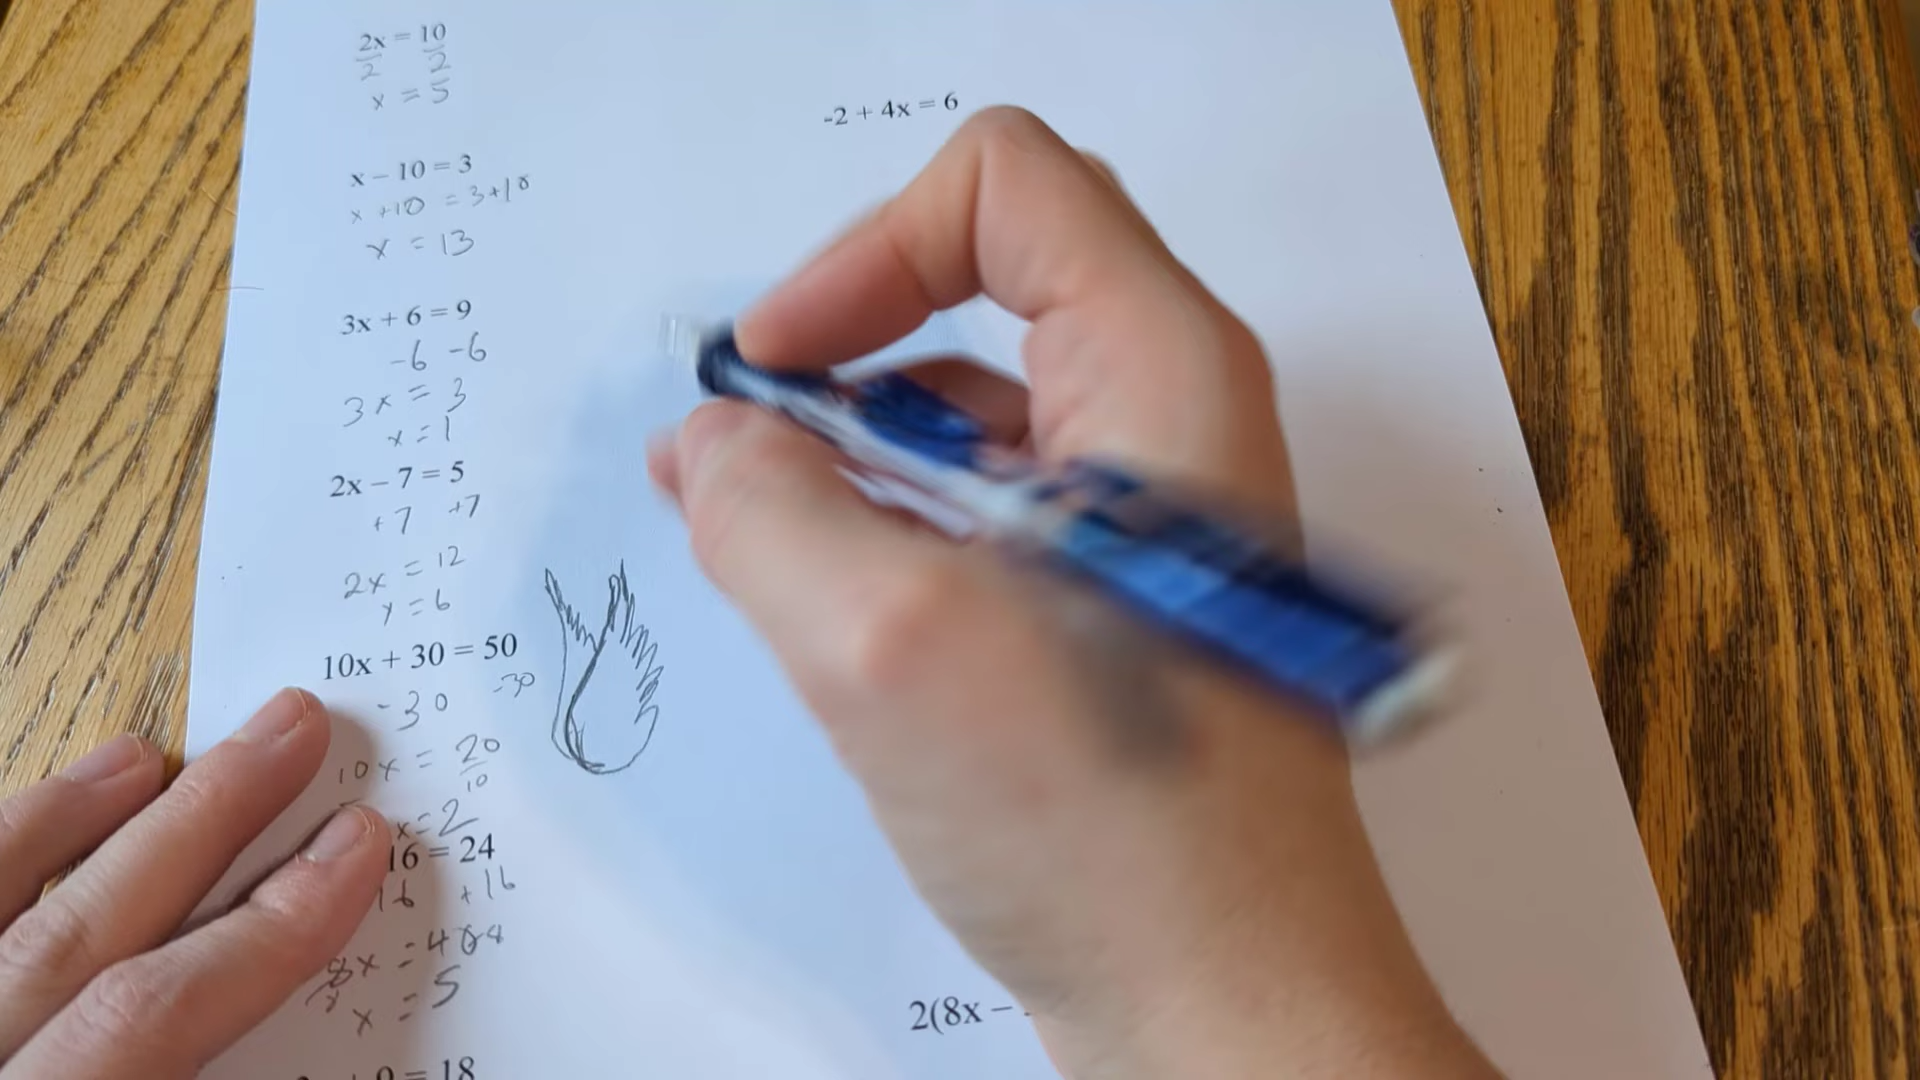 2x = 10
2 2
x = 5
x – 10 = 3
x +10 = 3+10
x = 13
3x + 6 = 9
-6 -6
3x = 3
x = 1
2x – 7 = 5
+7 +7
2x = 12
x = 6
10x + 30 = 50
-30 -30
10x = 20
10
x = 2
16 = 24
16 +16
8x = 40
x = 5
= 18
-2 + 4x = 6
2(8x –